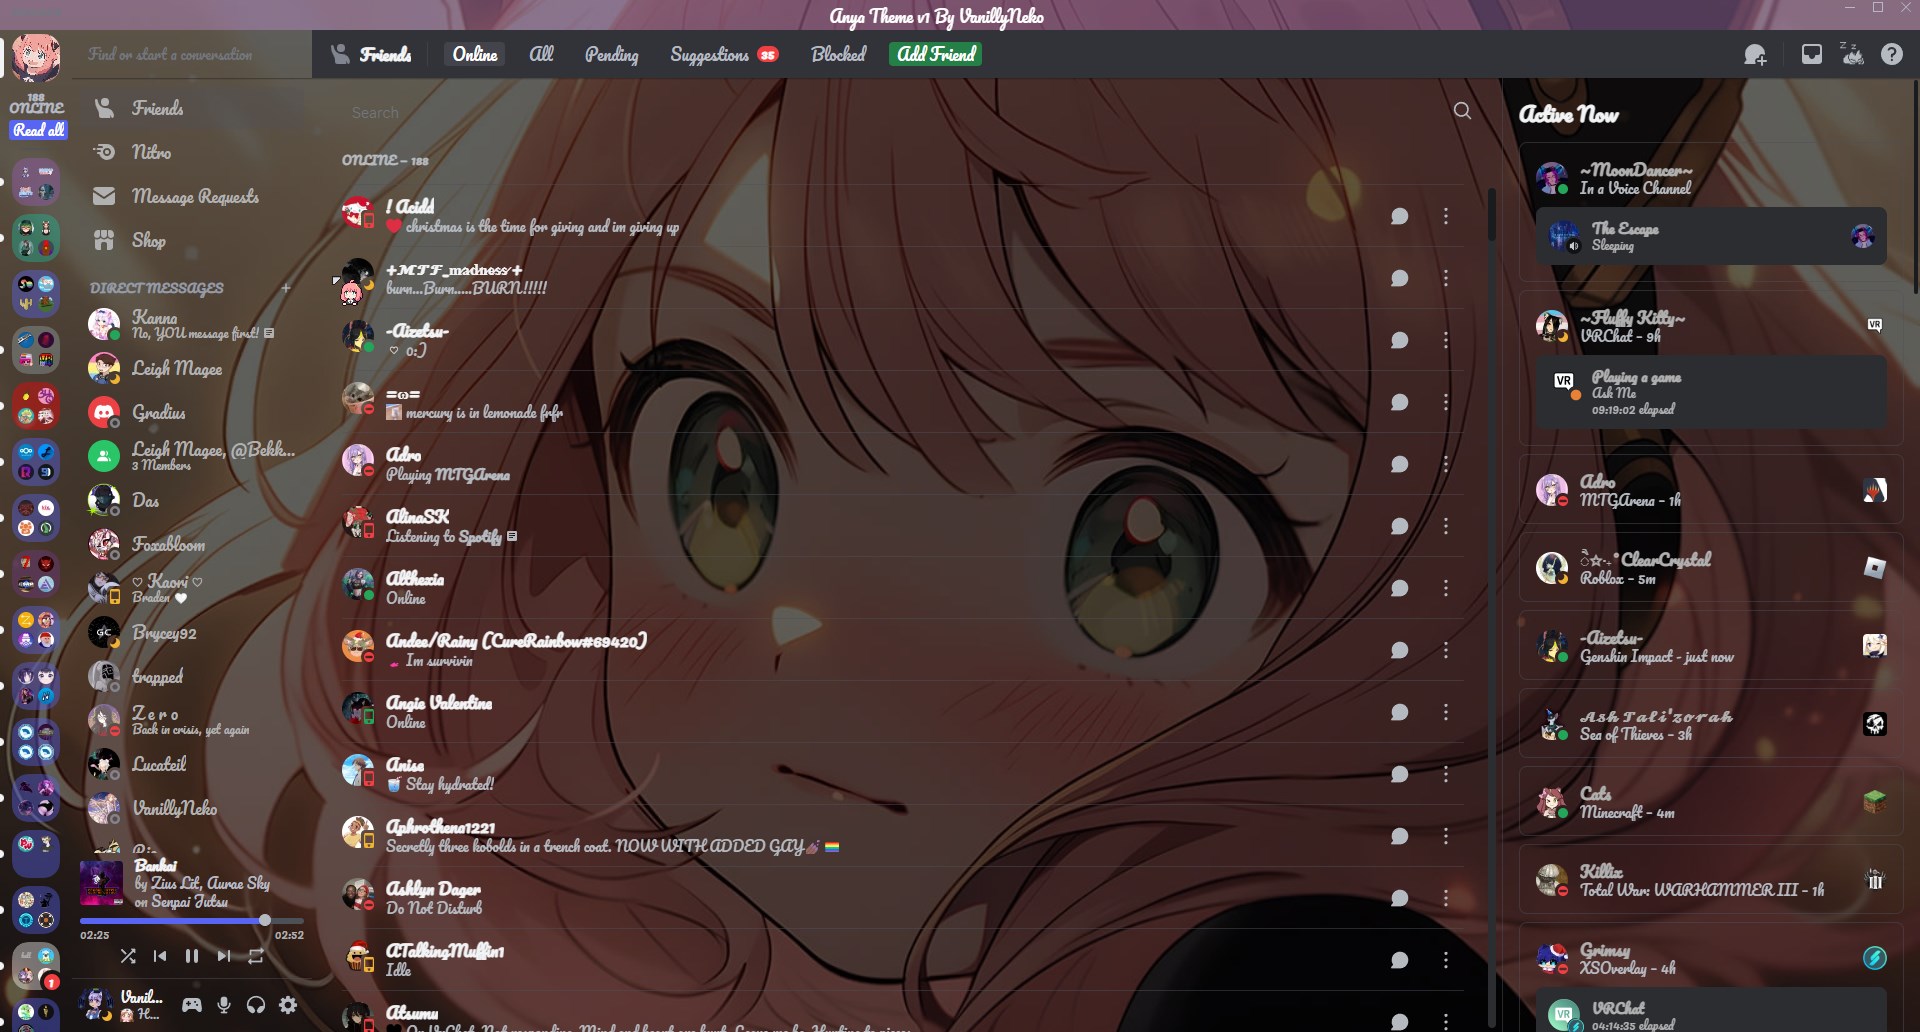 Anya Theme v1 By VanillyNeko
Find or start a conversation
Friends
Online
All
Pending
Suggestions
35
Blocked
Add Friend
188
ONLINE
Read all
Friends
Nitro
Message Requests
Shop
DIRECT MESSAGES
Kanna
No, YOU message first!
Leigh Magee
Gradius
Leigh Magee, @Bekk...
3 Members
Das
Foxabloom
♡ Kaori ♡
Braden 🤍
Brycey92
trapped
Z e r o
Back in crisis, yet again
Lucateil
VanillyNeko
Bankai
by Zius Lit, Aurae Sky
on Senpai Jutsu
02:25
02:52
1
Vanil...
H...
Search
ONLINE – 188
! Acidd
❤️ christmas is the time for giving and im giving up
+MTF_madness+
burn...Burn.....BURN!!!!!
-Aizetsu-
♡ o:)
=ω=
mercury is in lemonade frfr
Adro
Playing MTGArena
AlinaSK
Listening to Spotify
Althexia
Online
Andee/Rainy (CureRainbow#69420)
Im survivin
Angie Valentine
Online
Anise
Stay hydrated!
Aphrothena1221
Secretly three kobolds in a trench coat. NOW WITH ADDED GAY 🏳️‍🌈
Ashlyn Dager
Do Not Disturb
ATalkingMuffin1
Idle
Atsumu
Active Now
~MoonDancer~
In a Voice Channel
The Escape
Sleeping
~Fluffy Kitty~
VRChat – 9h
VR
VR
Playing a game
Ask Me
09:19:02 elapsed
Adro
MTGArena – 1h
ClearCrystal
Roblox – 5m
-Aizetsu-
Genshin Impact - just now
Ash Tali'zorah
Sea of Thieves – 3h
Cats
Minecraft – 4m
Killix
Total War: WARHAMMER III – 1h
Grimsy
XSOverlay – 4h
VR
VRChat
04:14:35 elapsed